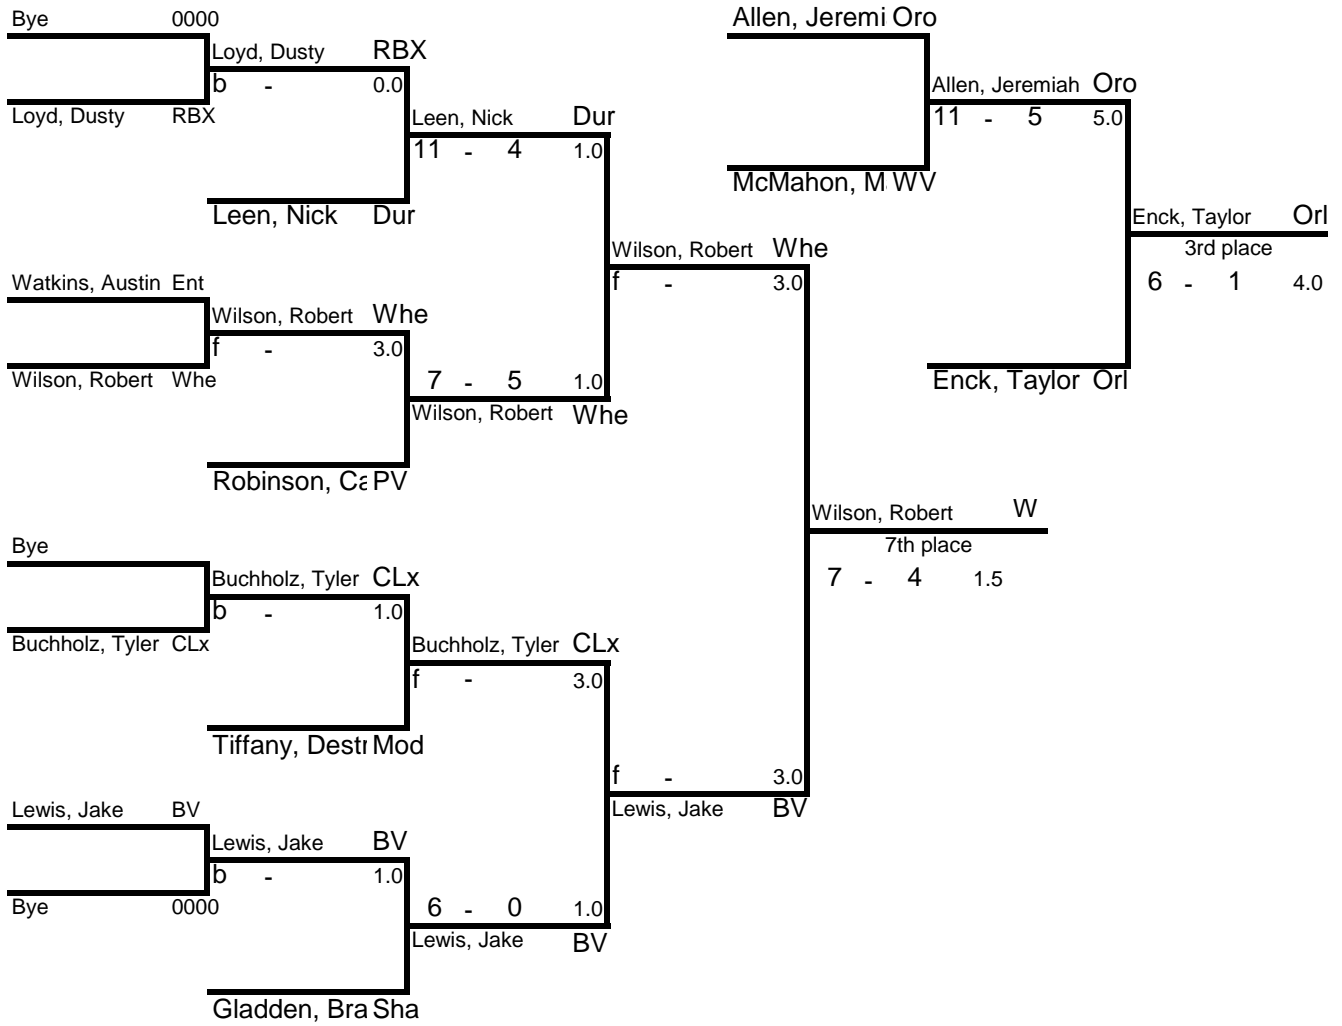 Bye 0000
Loyd, Dusty RBX
b - 0.0
Loyd, Dusty RBX
Leen, Nick Dur
11 - 4 1.0
Leen, Nick Dur
Watkins, Austin Ent
Wilson, Robert Whe
f - 3.0
Wilson, Robert Whe
7 - 5 1.0
Wilson, Robert Whe
Robinson, Ca PV
Wilson, Robert Whe
f - 3.0
Bye
Buchholz, Tyler CLx
b - 1.0
Buchholz, Tyler CLx
Buchholz, Tyler CLx
f - 3.0
Tiffany, Destr Mod
Lewis, Jake BV
Lewis, Jake BV
b - 1.0
Bye 0000
6 - 0 1.0
Lewis, Jake BV
Gladden, Bra Sha
f - 3.0
Lewis, Jake BV
Wilson, Robert W
7th place
7 - 4 1.5
Allen, Jeremi Oro
Allen, Jeremiah Oro
11 - 5 5.0
McMahon, M WV
Enck, Taylor Orl
3rd place
6 - 1 4.0
Enck, Taylor Orl